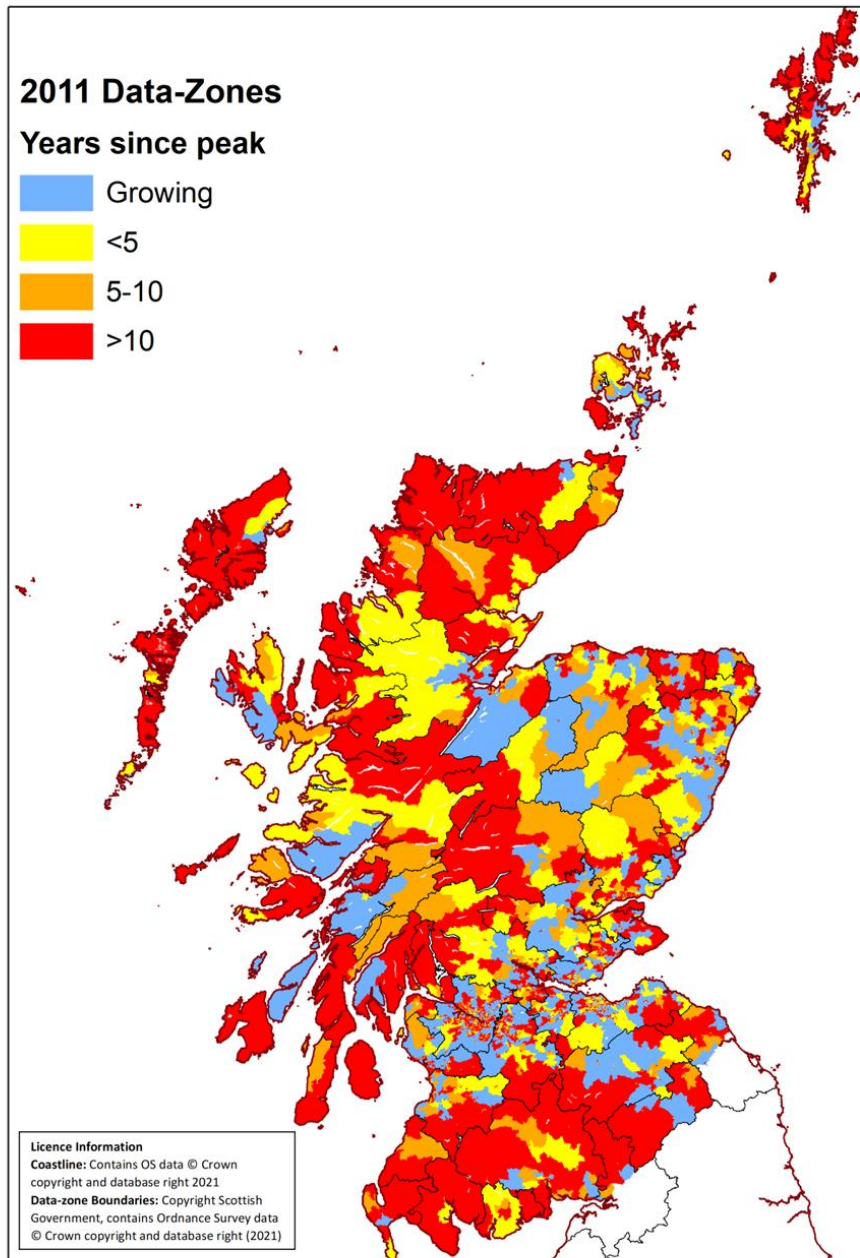 2011 Data-Zones
Years since peak
Growing
<5
5-10
>10
Licence Information
Coastline: Contains OS data © Crown
copyright and database right 2021
Data-zone Boundaries: Copyright Scottish
Government, contains Ordnance Survey data
© Crown copyright and database right (2021)